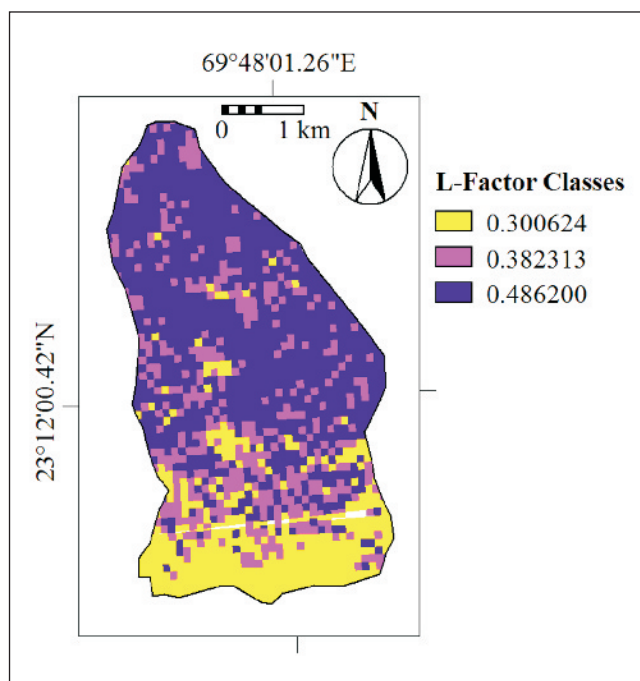 69°48'01.26"E
0 1 km
N
L-Factor Classes
0.300624
0.382313
0.486200
23°12'00.42"N